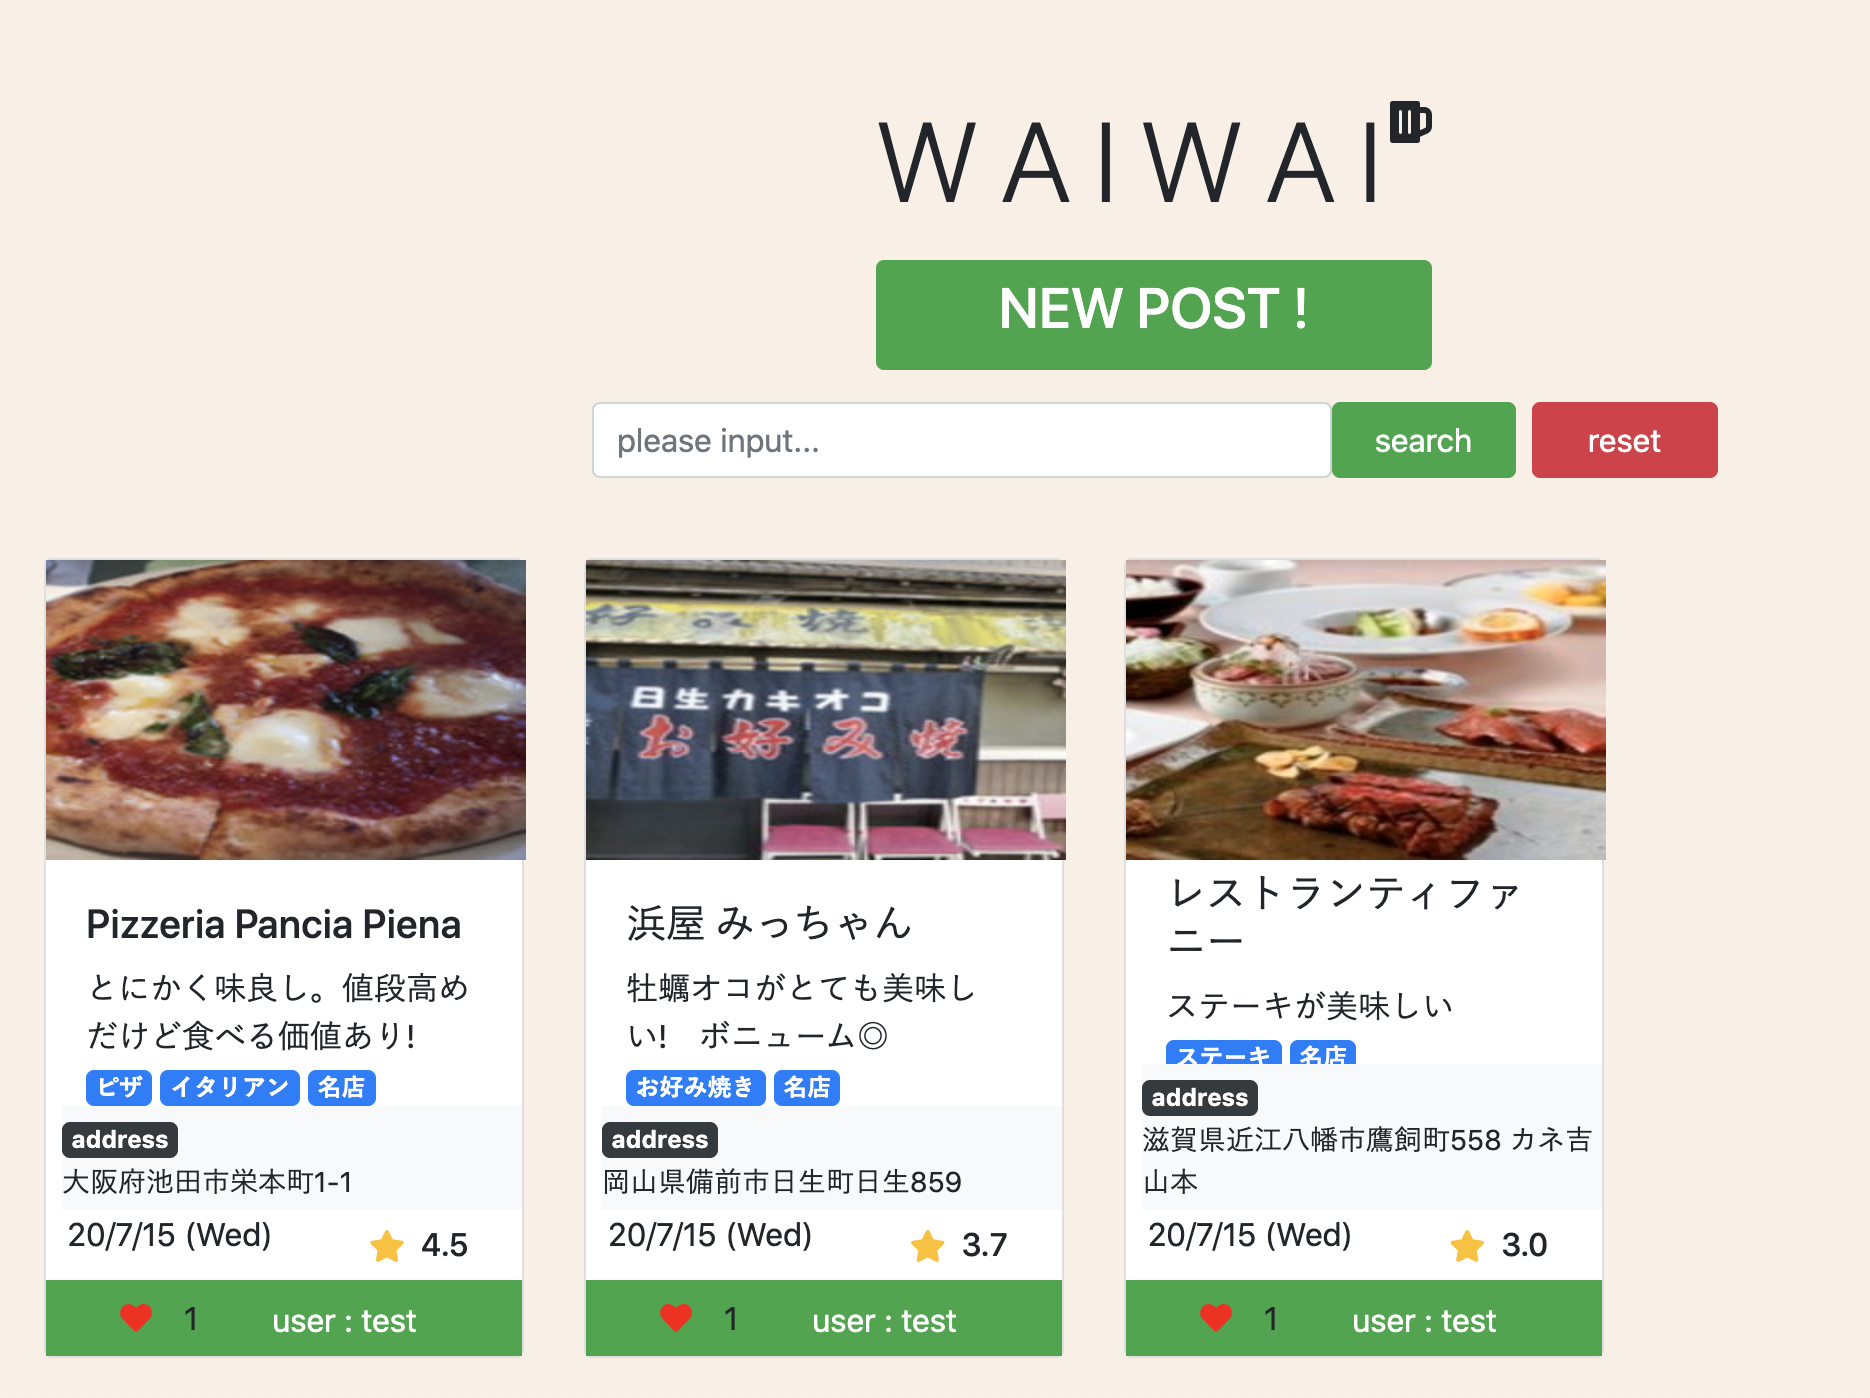 WAIWAI
NEW POST !
please input...
search
reset
好み焼
日生カキオコ
お好み焼
Pizzeria Pancia Piena
とにかく味良し。値段高め
だけど食べる価値あり!
ピザ イタリアン 名店
address
大阪府池田市栄本町1-1
20/7/15 (Wed)
4.5
1
user : test
浜屋 みっちゃん
牡蠣オコがとても美味し
い!　ボニューム◎
お好み焼き 名店
address
岡山県備前市日生町日生859
20/7/15 (Wed)
3.7
1
user : test
レストランティファ
ニー
ステーキが美味しい
ステーキ 名店
address
滋賀県近江八幡市鷹飼町558 カネ吉
山本
20/7/15 (Wed)
3.0
1
user : test